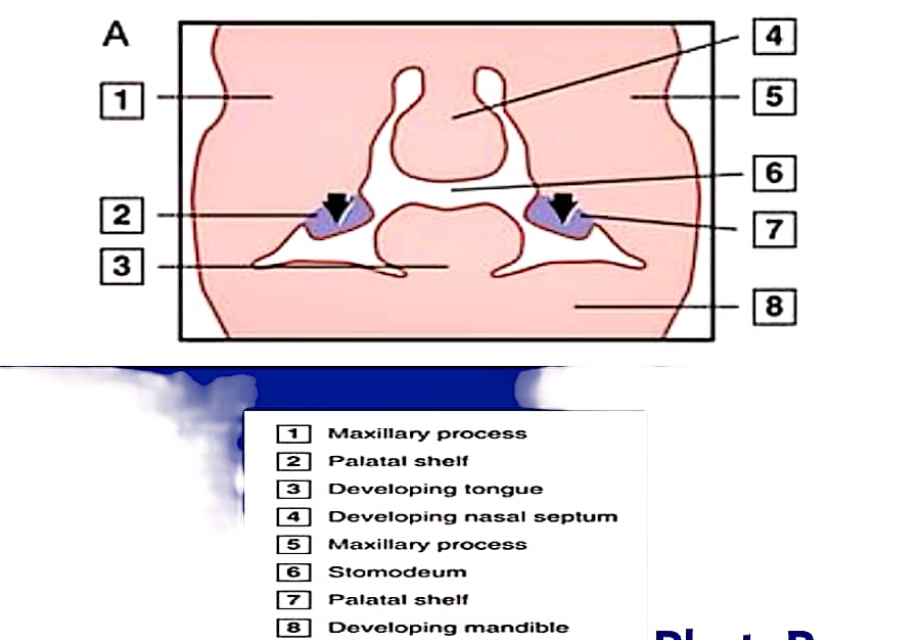 A
4
1
5
6
2
7
3
8
1 Maxillary process
2 Palatal shelf
3 Developing tongue
4 Developing nasal septum
5 Maxillary process
6 Stomodeum
7 Palatal shelf
8 Developing mandible